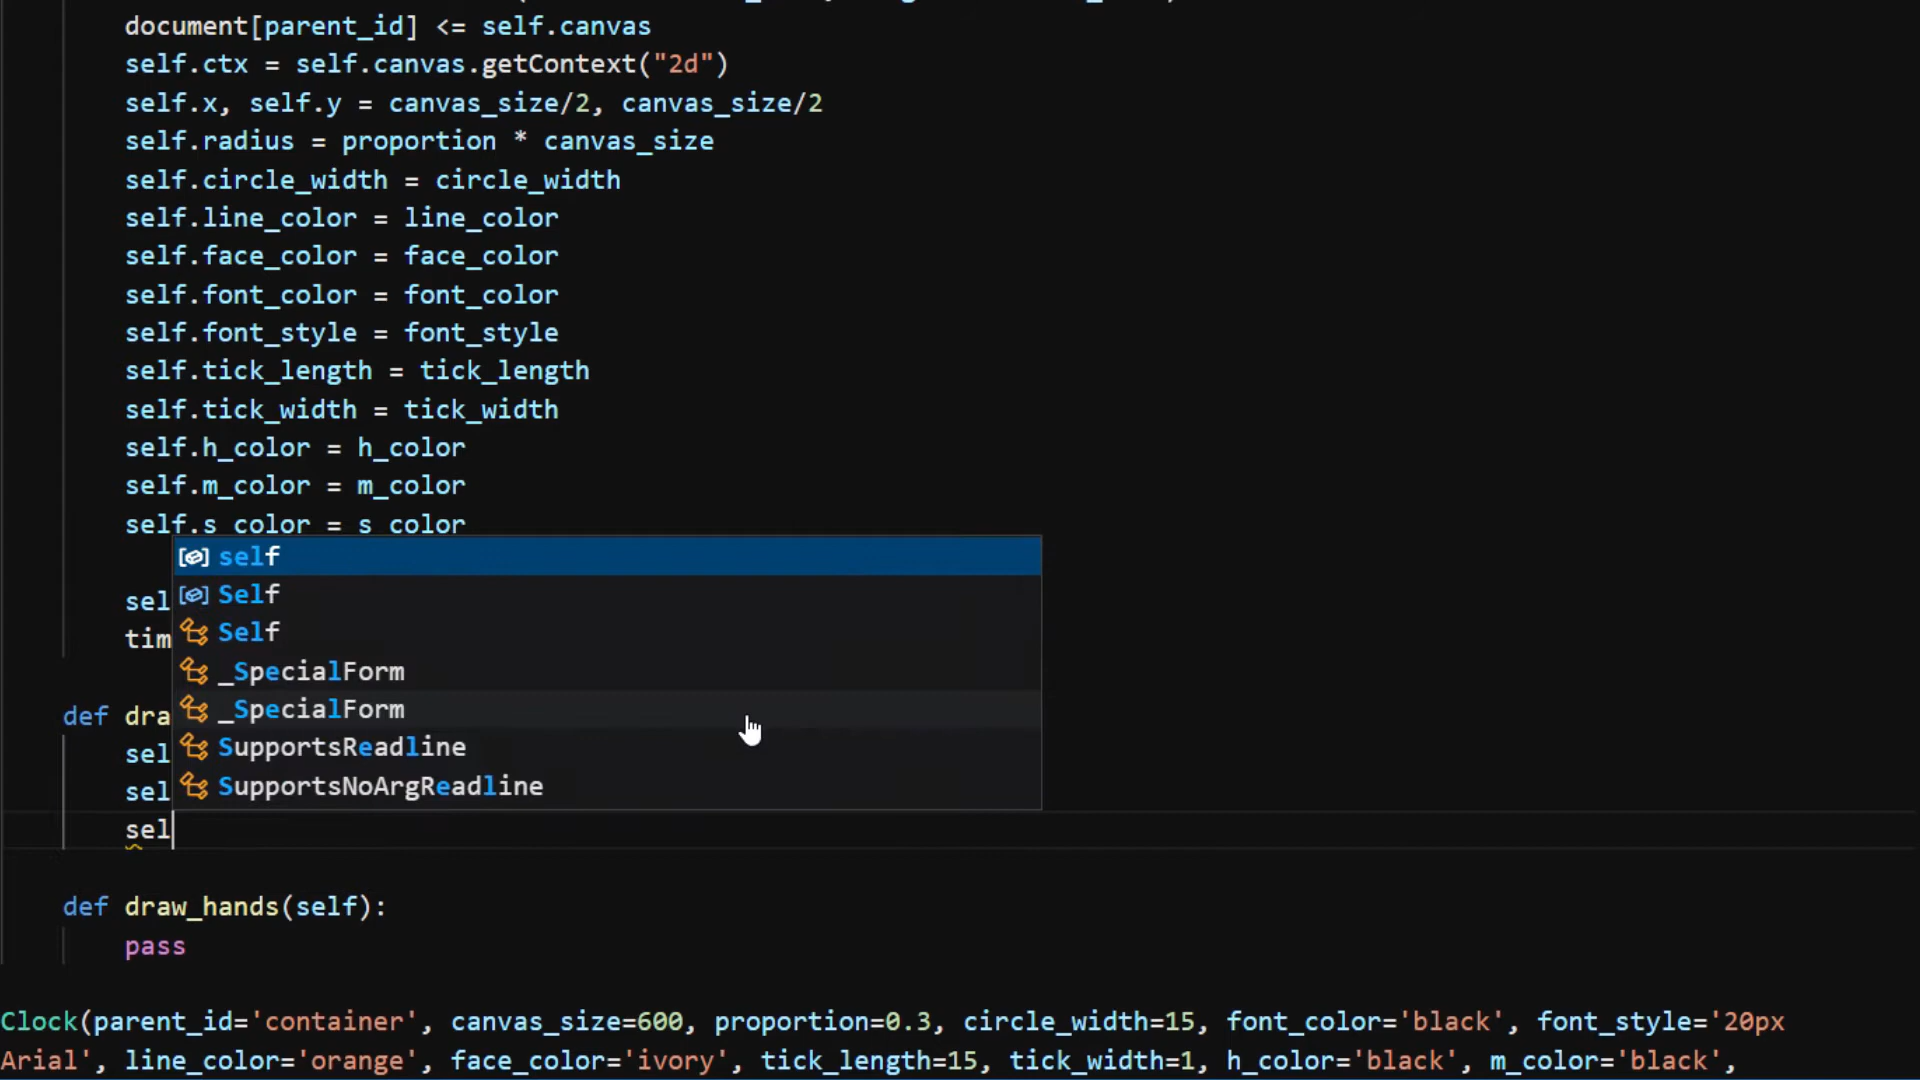 document[parent_id] <= self.canvas
self.ctx = self.canvas.getContext("2d")
self.x, self.y = canvas_size/2, canvas_size/2
self.radius = proportion * canvas_size
self.circle_width = circle_width
self.line_color = line_color
self.face_color = face_color
self.font_color = font_color
self.font_style = font_style
self.tick_length = tick_length
self.tick_width = tick_width
self.h_color = h_color
self.m_color = m_color
self.s_color = s_color
self
sel Self
Self
tim
_SpecialForm
_SpecialForm
def dra
sel SupportsReadline
sel SupportsNoArgReadline
sel
def draw_hands(self):
pass
Clock(parent_id='container', canvas_size=600, proportion=0.3, circle_width=15, font_color='black', font_style='20px
Arial', line_color='orange', face_color='ivory', tick_length=15, tick_width=1, h_color='black', m_color='black',